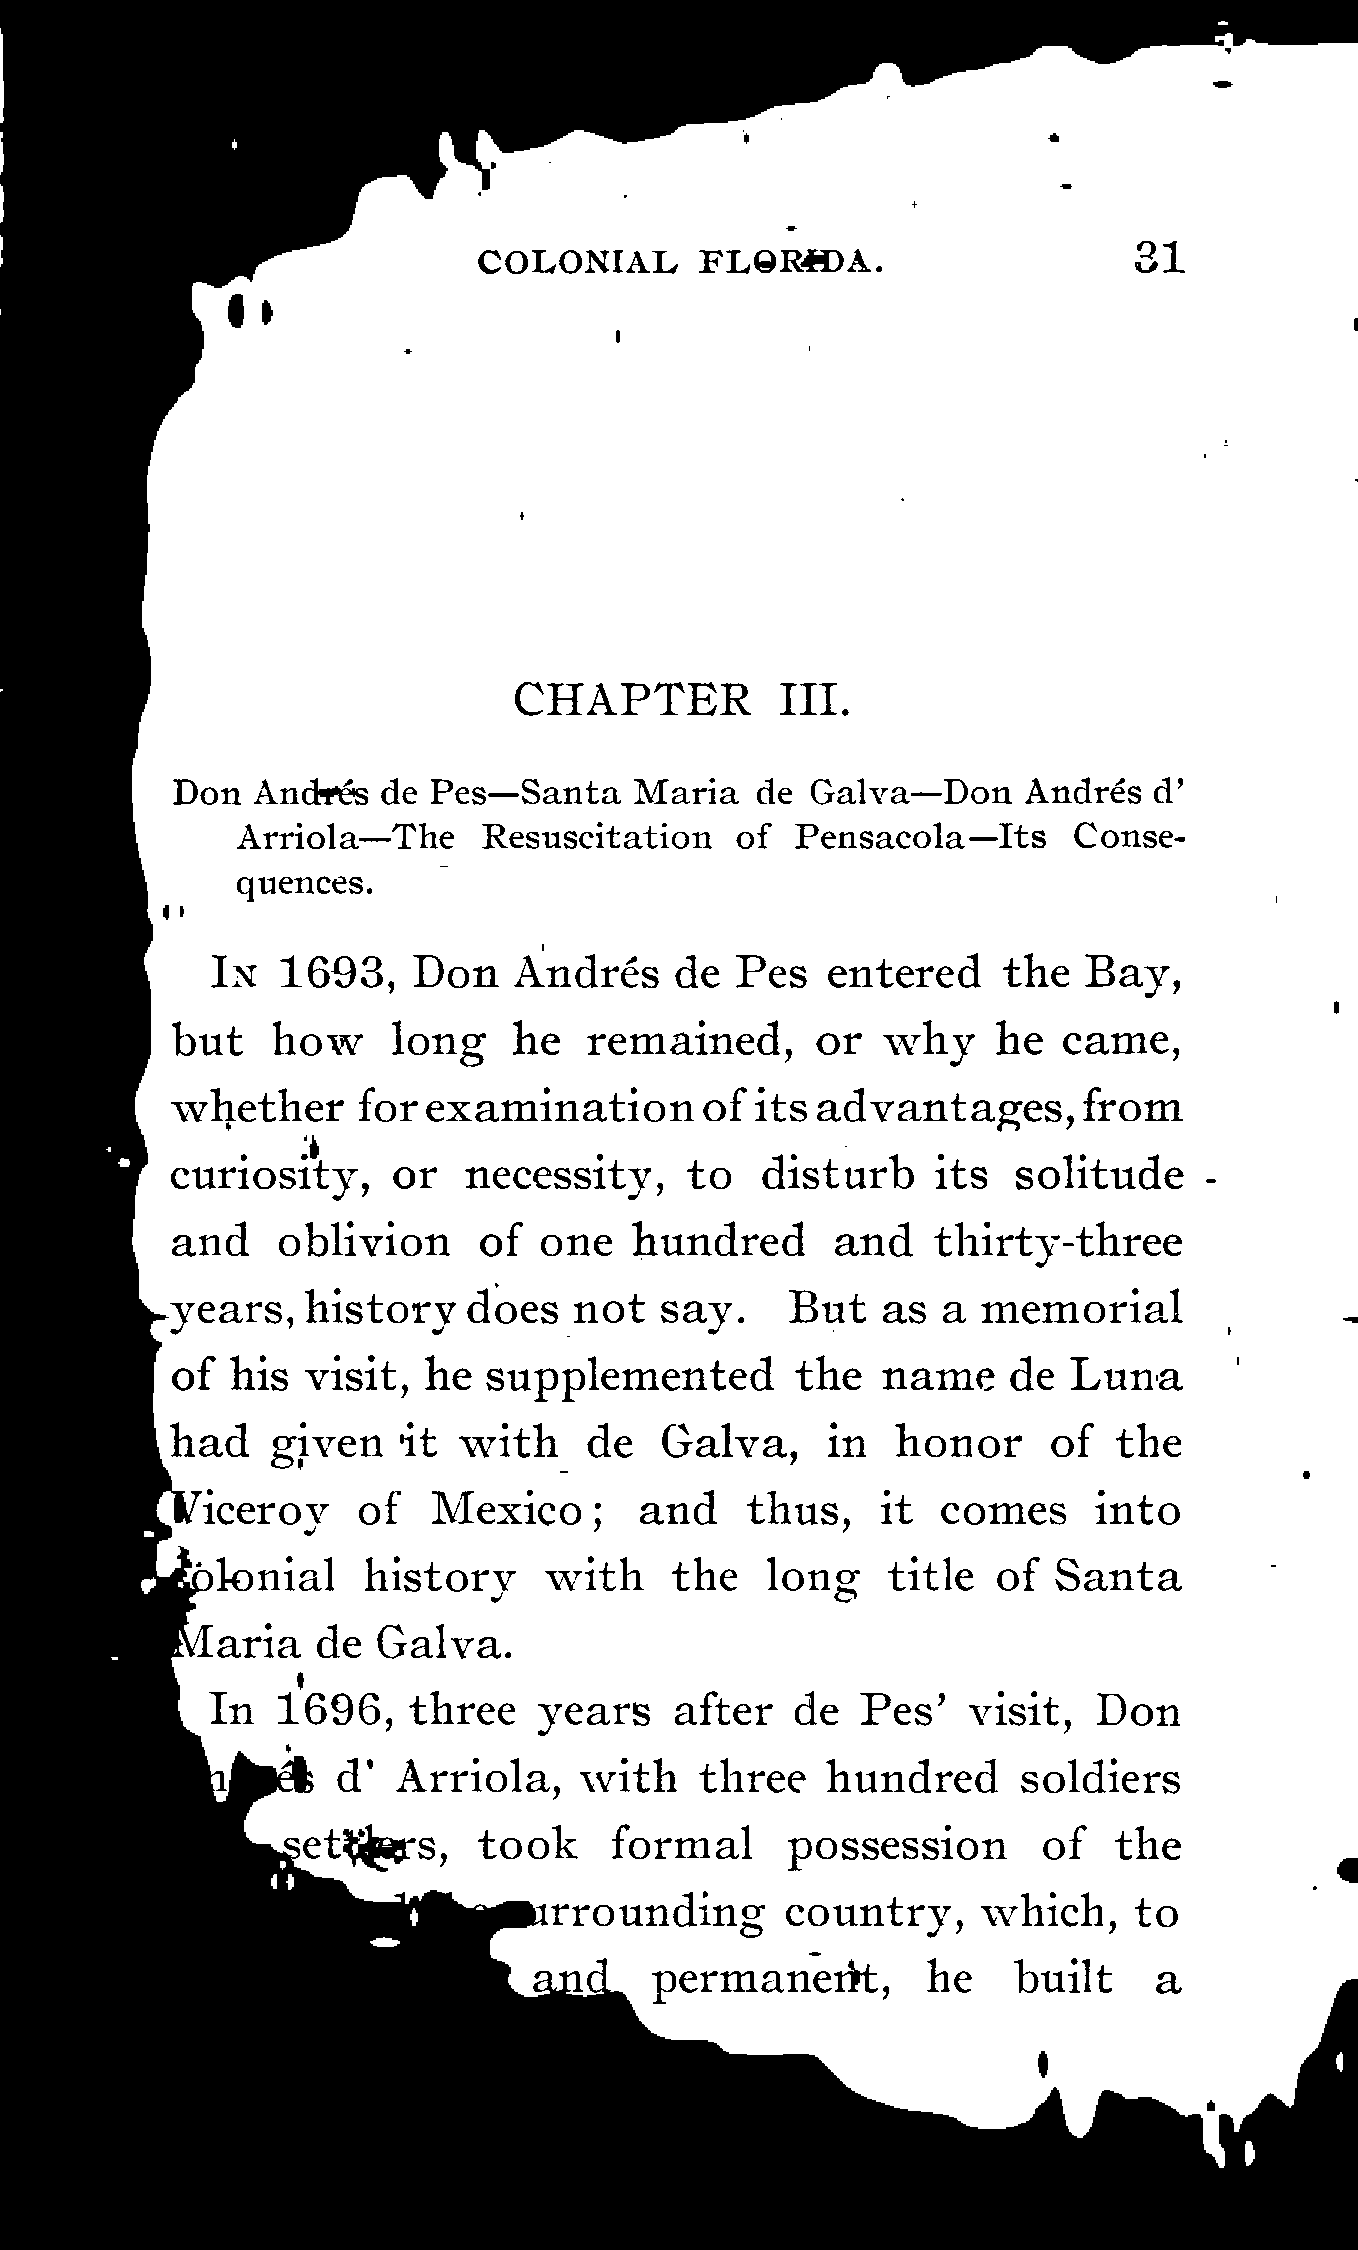 COLONIAL FLORIDA. 31
CHAPTER III.
Don Andrés de Pes—Santa Maria de Galva—Don Andrés d'
Arriola—The Resuscitation of Pensacola—Its Conse-
quences.
IN 1693, Don Andrés de Pes entered the Bay,
but how long he remained, or why he came,
whether for examination of its advantages, from
curiosity, or necessity, to disturb its solitude
and oblivion of one hundred and thirty-three
years, history does not say. But as a memorial
of his visit, he supplemented the name de Luna
had given it with de Galva, in honor of the
Viceroy of Mexico; and thus, it comes into
colonial history with the long title of Santa
Maria de Galva.
In 1696, three years after de Pes' visit, Don
d' Arriola, with three hundred soldiers
settlers, took formal possession of the
country, which, to
and permanent, he built a